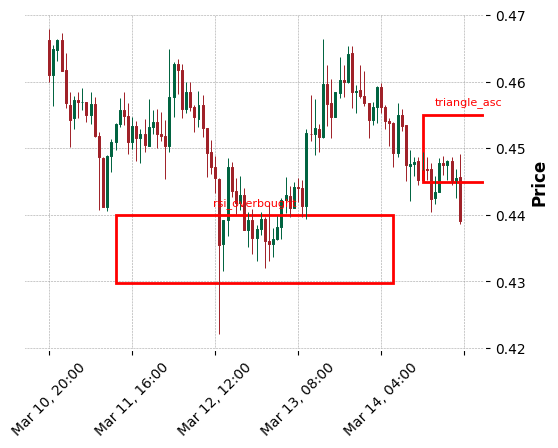 0.47
0.46
triangle_asc
0.45
Price
rsi_overbought
0.44
0.43
0.42
Mar 10, 20:00
Mar 11, 16:00
Mar 12, 12:00
Mar 13, 08:00
Mar 14, 04:00